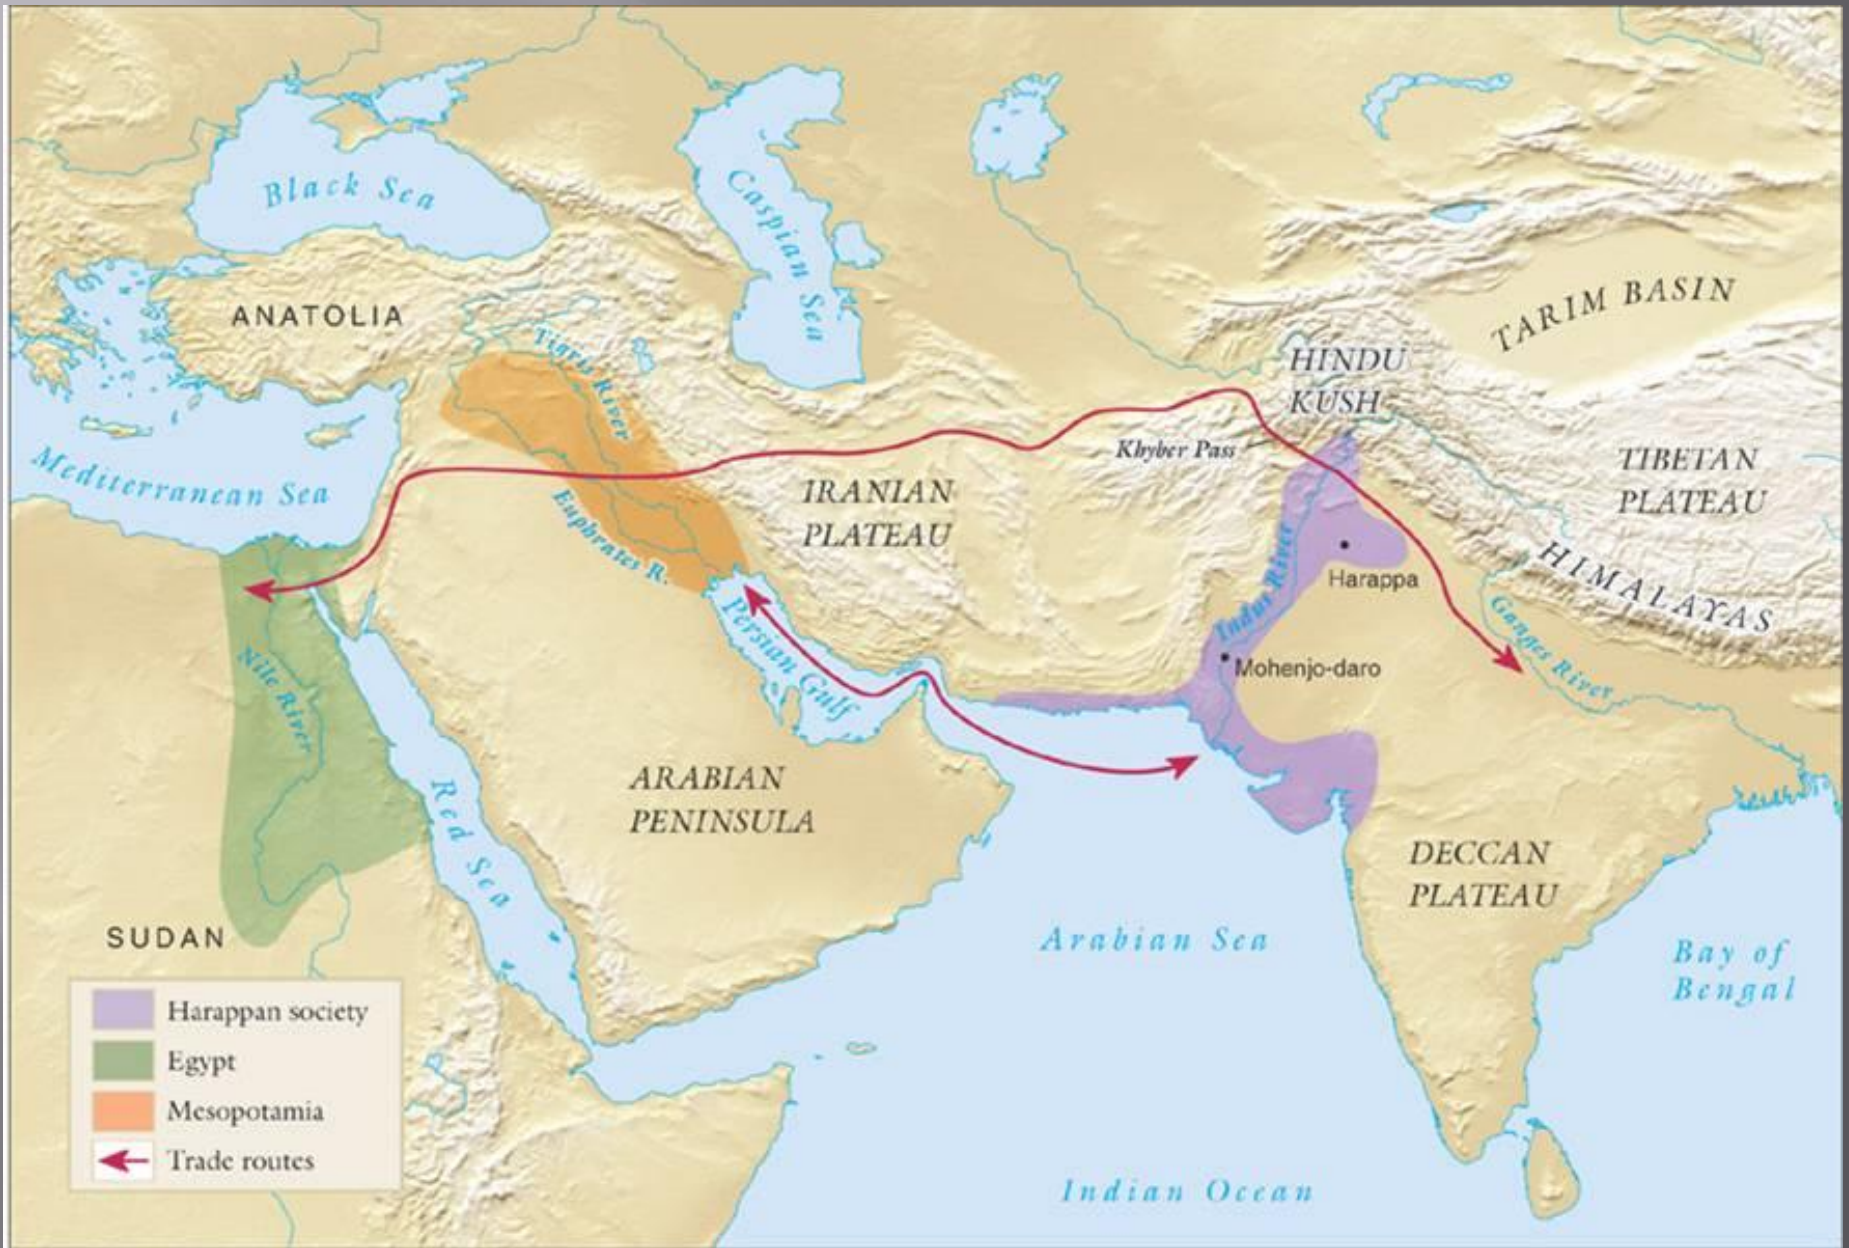 Black Sea
Caspian Sea
ANATOLIA
TARIM BASIN
Tigris River
HINDU
KUSH
Khyber Pass
TIBETAN
PLATEAU
Mediterranean Sea
IRANIAN
PLATEAU
Euphrates R.
Indus River
Harappa
HIMALAYAS
Persian Gulf
Ganges River
Nile River
Mohenjo-daro
Red Sea
ARABIAN
PENINSULA
DECCAN
PLATEAU
SUDAN
Arabian Sea
Bay of
Bengal
Harappan society
Egypt
Mesopotamia
Trade routes
Indian Ocean